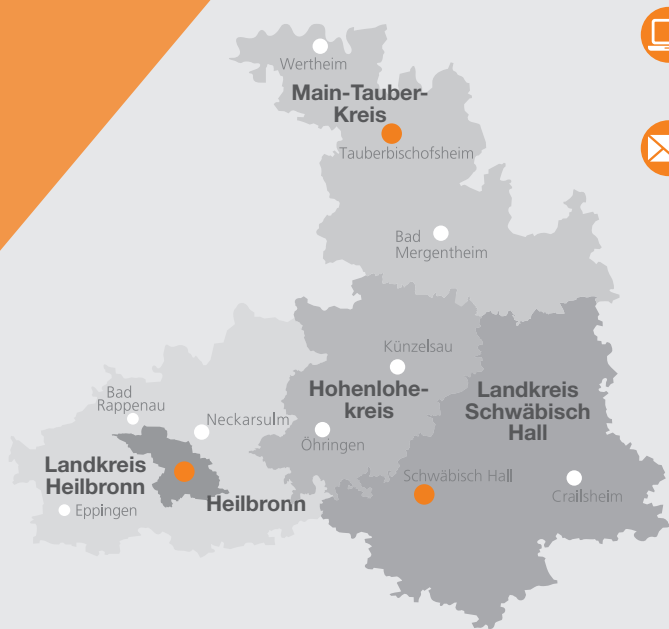 Wertheim
Main-Tauber-
Kreis
Tauberbischofsheim
Bad
Mergentheim
Künzelsau
Hohenlohe-
kreis
Landkreis
Schwäbisch
Hall
Bad
Rappenau
Neckarsulm
Öhringen
Landkreis
Heilbronn
Heilbronn
Eppingen
Schwäbisch Hall
Crailsheim